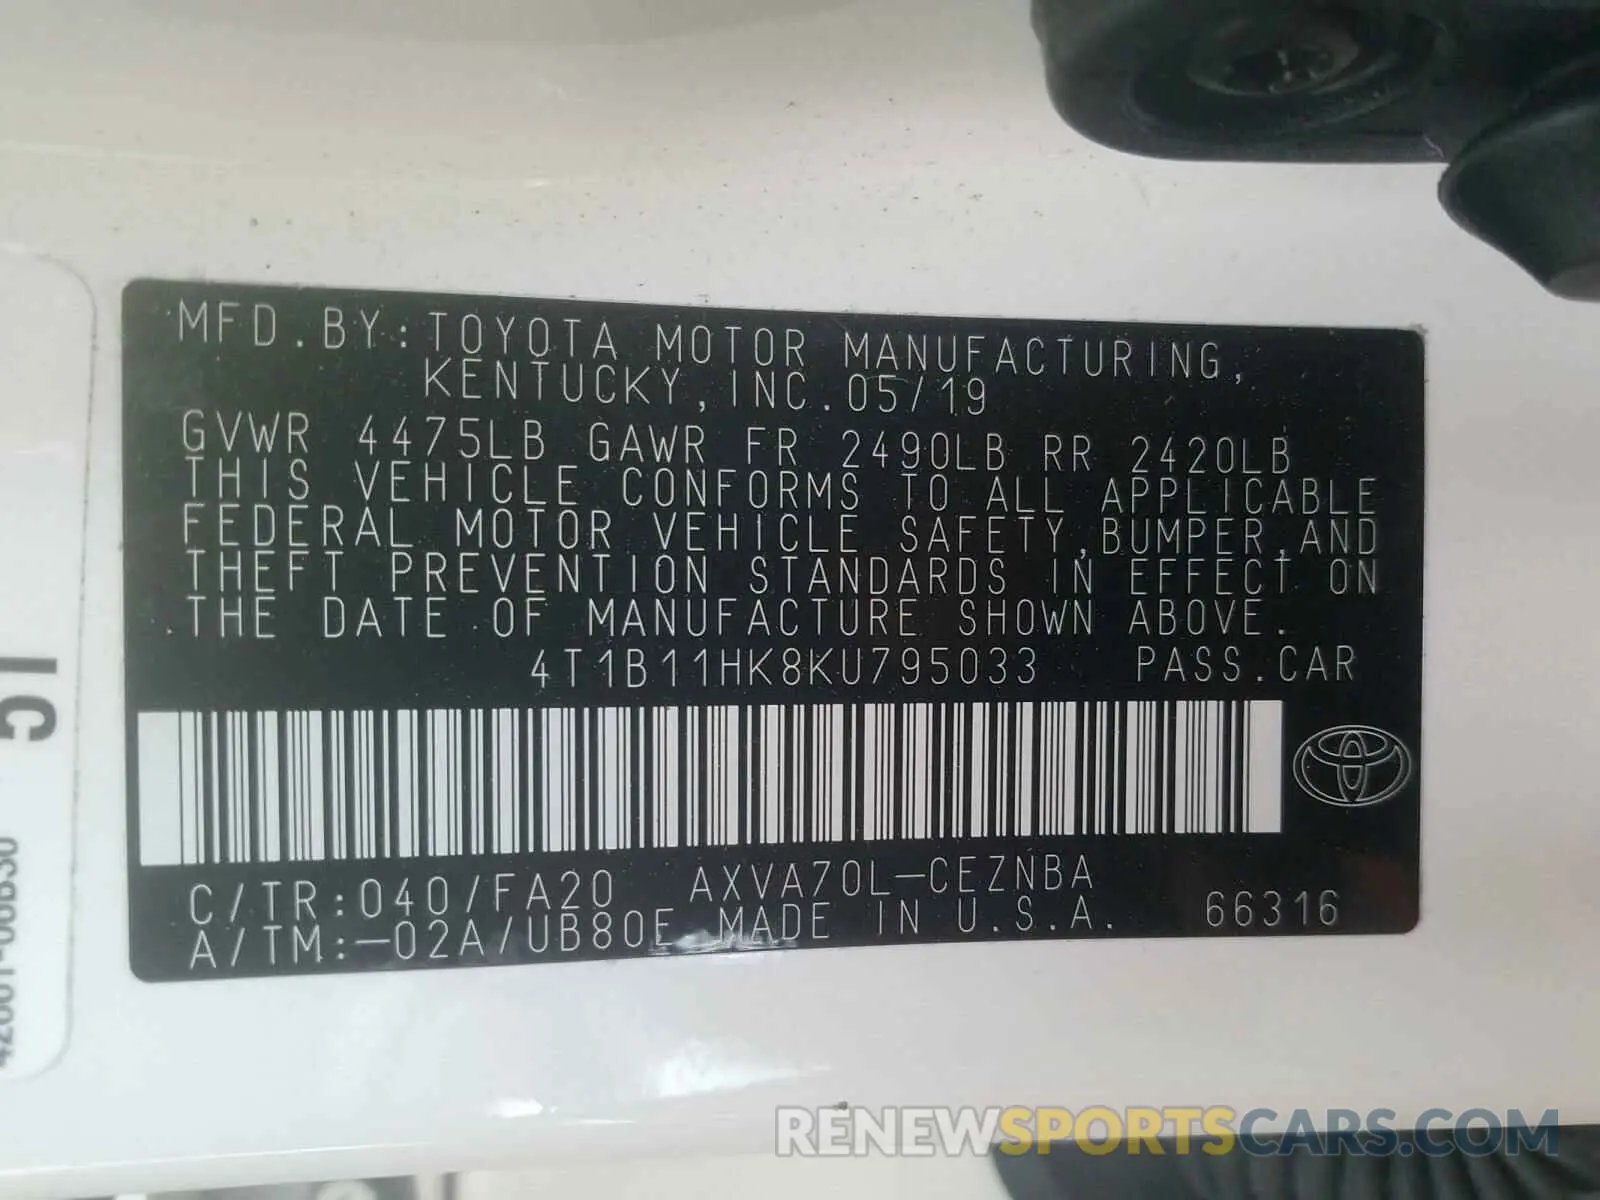 MFD.BY:TOYOTA MOTOR MANUFACTURING,
KENTUCKY,INC.05/19
GVWR 4475LB GAWR FR 2490LB RR 2420LB
THIS VEHICLE CONFORMS TO ALL APPLICABLE
FEDERAL MOTOR VEHICLE SAFETY,BUMPER,AND
THEFT PREVENTION STANDARDS IN EFFECT ON
THE DATE OF MANUFACTURE SHOWN ABOVE.
4T1B11HK8KU795033 PASS.CAR
C/TR:040/FA20 AXVA70L-CEZNBA
A/TM:-02A/UB80E MADE IN U.S.A. 66316
RENEWSPORTSCARS.COM